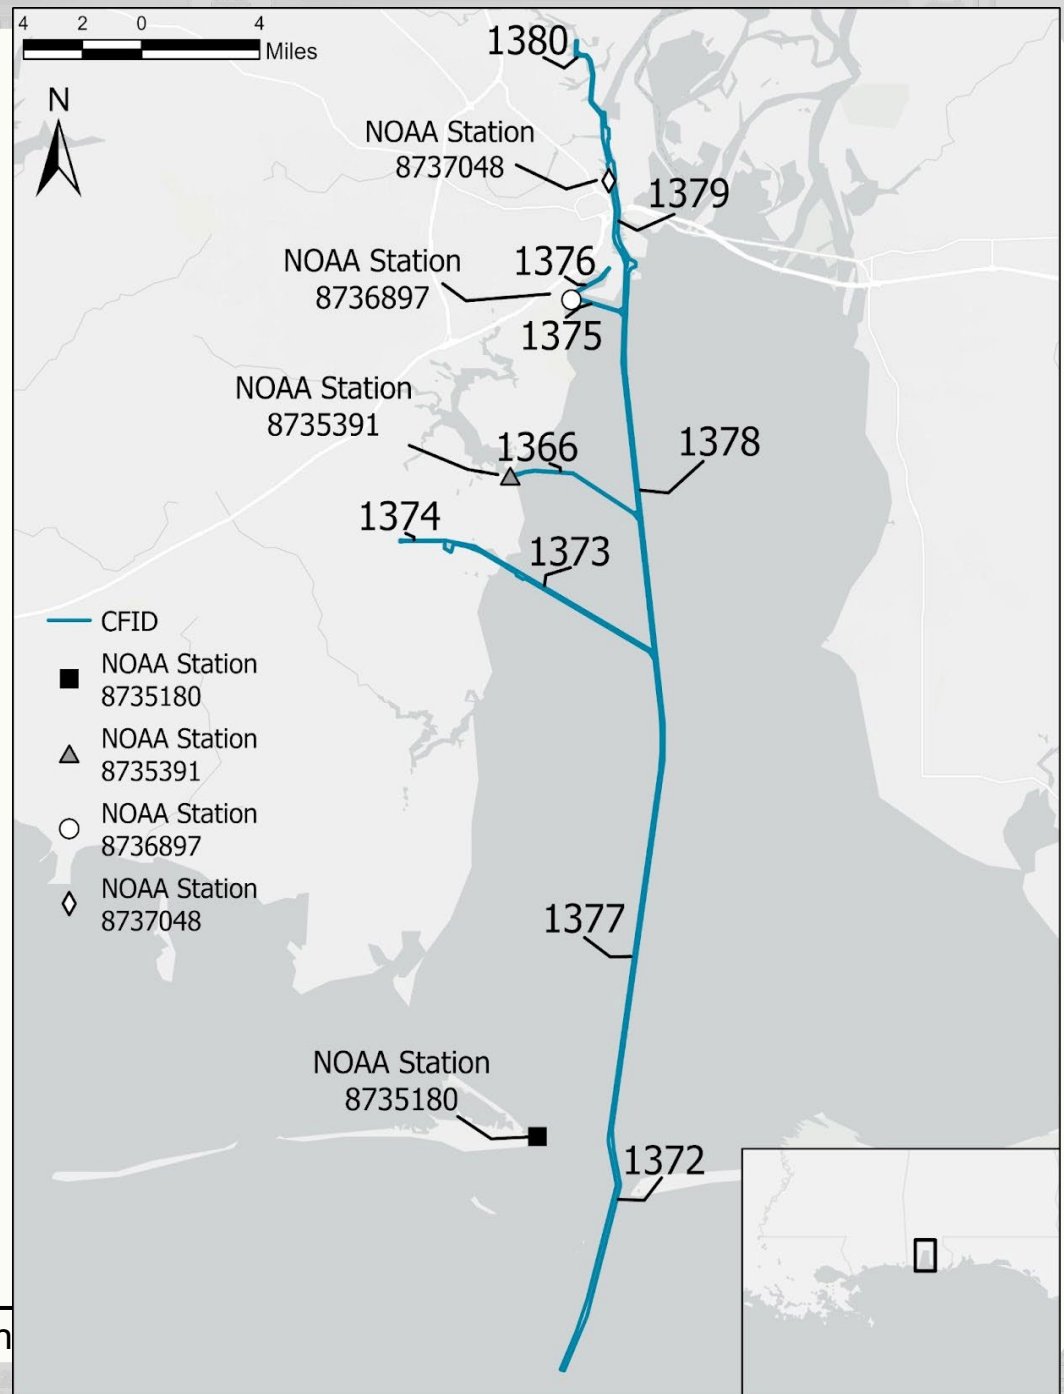 4 2 0 4
Miles
N
1380
NOAA Station
8737048
1379
NOAA Station
8736897
1376
1375
NOAA Station
8735391
1366
1378
1374
1373
CFID
NOAA Station
8735180
NOAA Station
8735391
NOAA Station
8736897
NOAA Station
8737048
1377
NOAA Station
8735180
1372